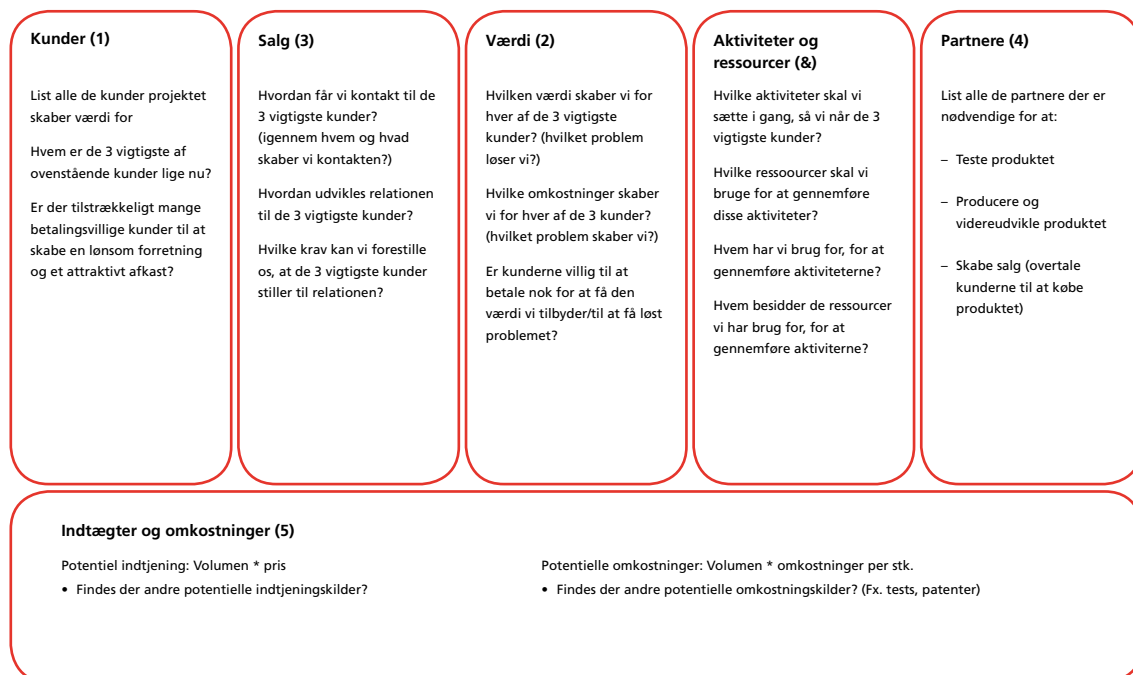 Kunder (1)
List alle de kunder projektet
skaber værdi for
Hvem er de 3 vigtigste af
ovenstående kunder lige nu?
Er der tilstrækkeligt mange
betalingsvillige kunder til at
skabe en lønsom forretning
og et attraktivt afkast?
Salg (3)
Hvordan får vi kontakt til de
3 vigtigste kunder?
(igennem hvem og hvad
skaber vi kontakten?)
Hvordan udvikles relationen
til de 3 vigtigste kunder?
Hvilke krav kan vi forestille
os, at de 3 vigtigste kunder
stiller til relationen?
Værdi (2)
Hvilken værdi skaber vi for
hver af de 3 vigtigste
kunder? (hvilket problem
løser vi?)
Hvilke omkostninger skaber
vi for hver af de 3 kunder?
(hvilket problem skaber vi?)
Er kunderne villig til at
betale nok for at få den
værdi vi tilbyder/til at få løst
problemet?
Aktiviteter og
ressourcer (&)
Hvilke aktiviteter skal vi
sætte i gang, så vi når de 3
vigtigste kunder?
Hvilke ressoourcer skal vi
bruge for at gennemføre
disse aktiviteter?
Hvem har vi brug for, for at
gennemføre aktiviteterne?
Hvem besidder de ressourcer
vi har brug for, for at
gennemføre aktiviterne?
Partnere (4)
List alle de partnere der er
nødvendige for at:
– Teste produktet
– Producere og
videreudvikle produktet
– Skabe salg (overtale
kunderne til at købe
produktet)
Indtægter og omkostninger (5)
Potentiel indtjening: Volumen * pris
• Findes der andre potentielle indtjeningskilder?
Potentielle omkostninger: Volumen * omkostninger per stk.
• Findes der andre potentielle omkostningskilder? (Fx. tests, patenter)